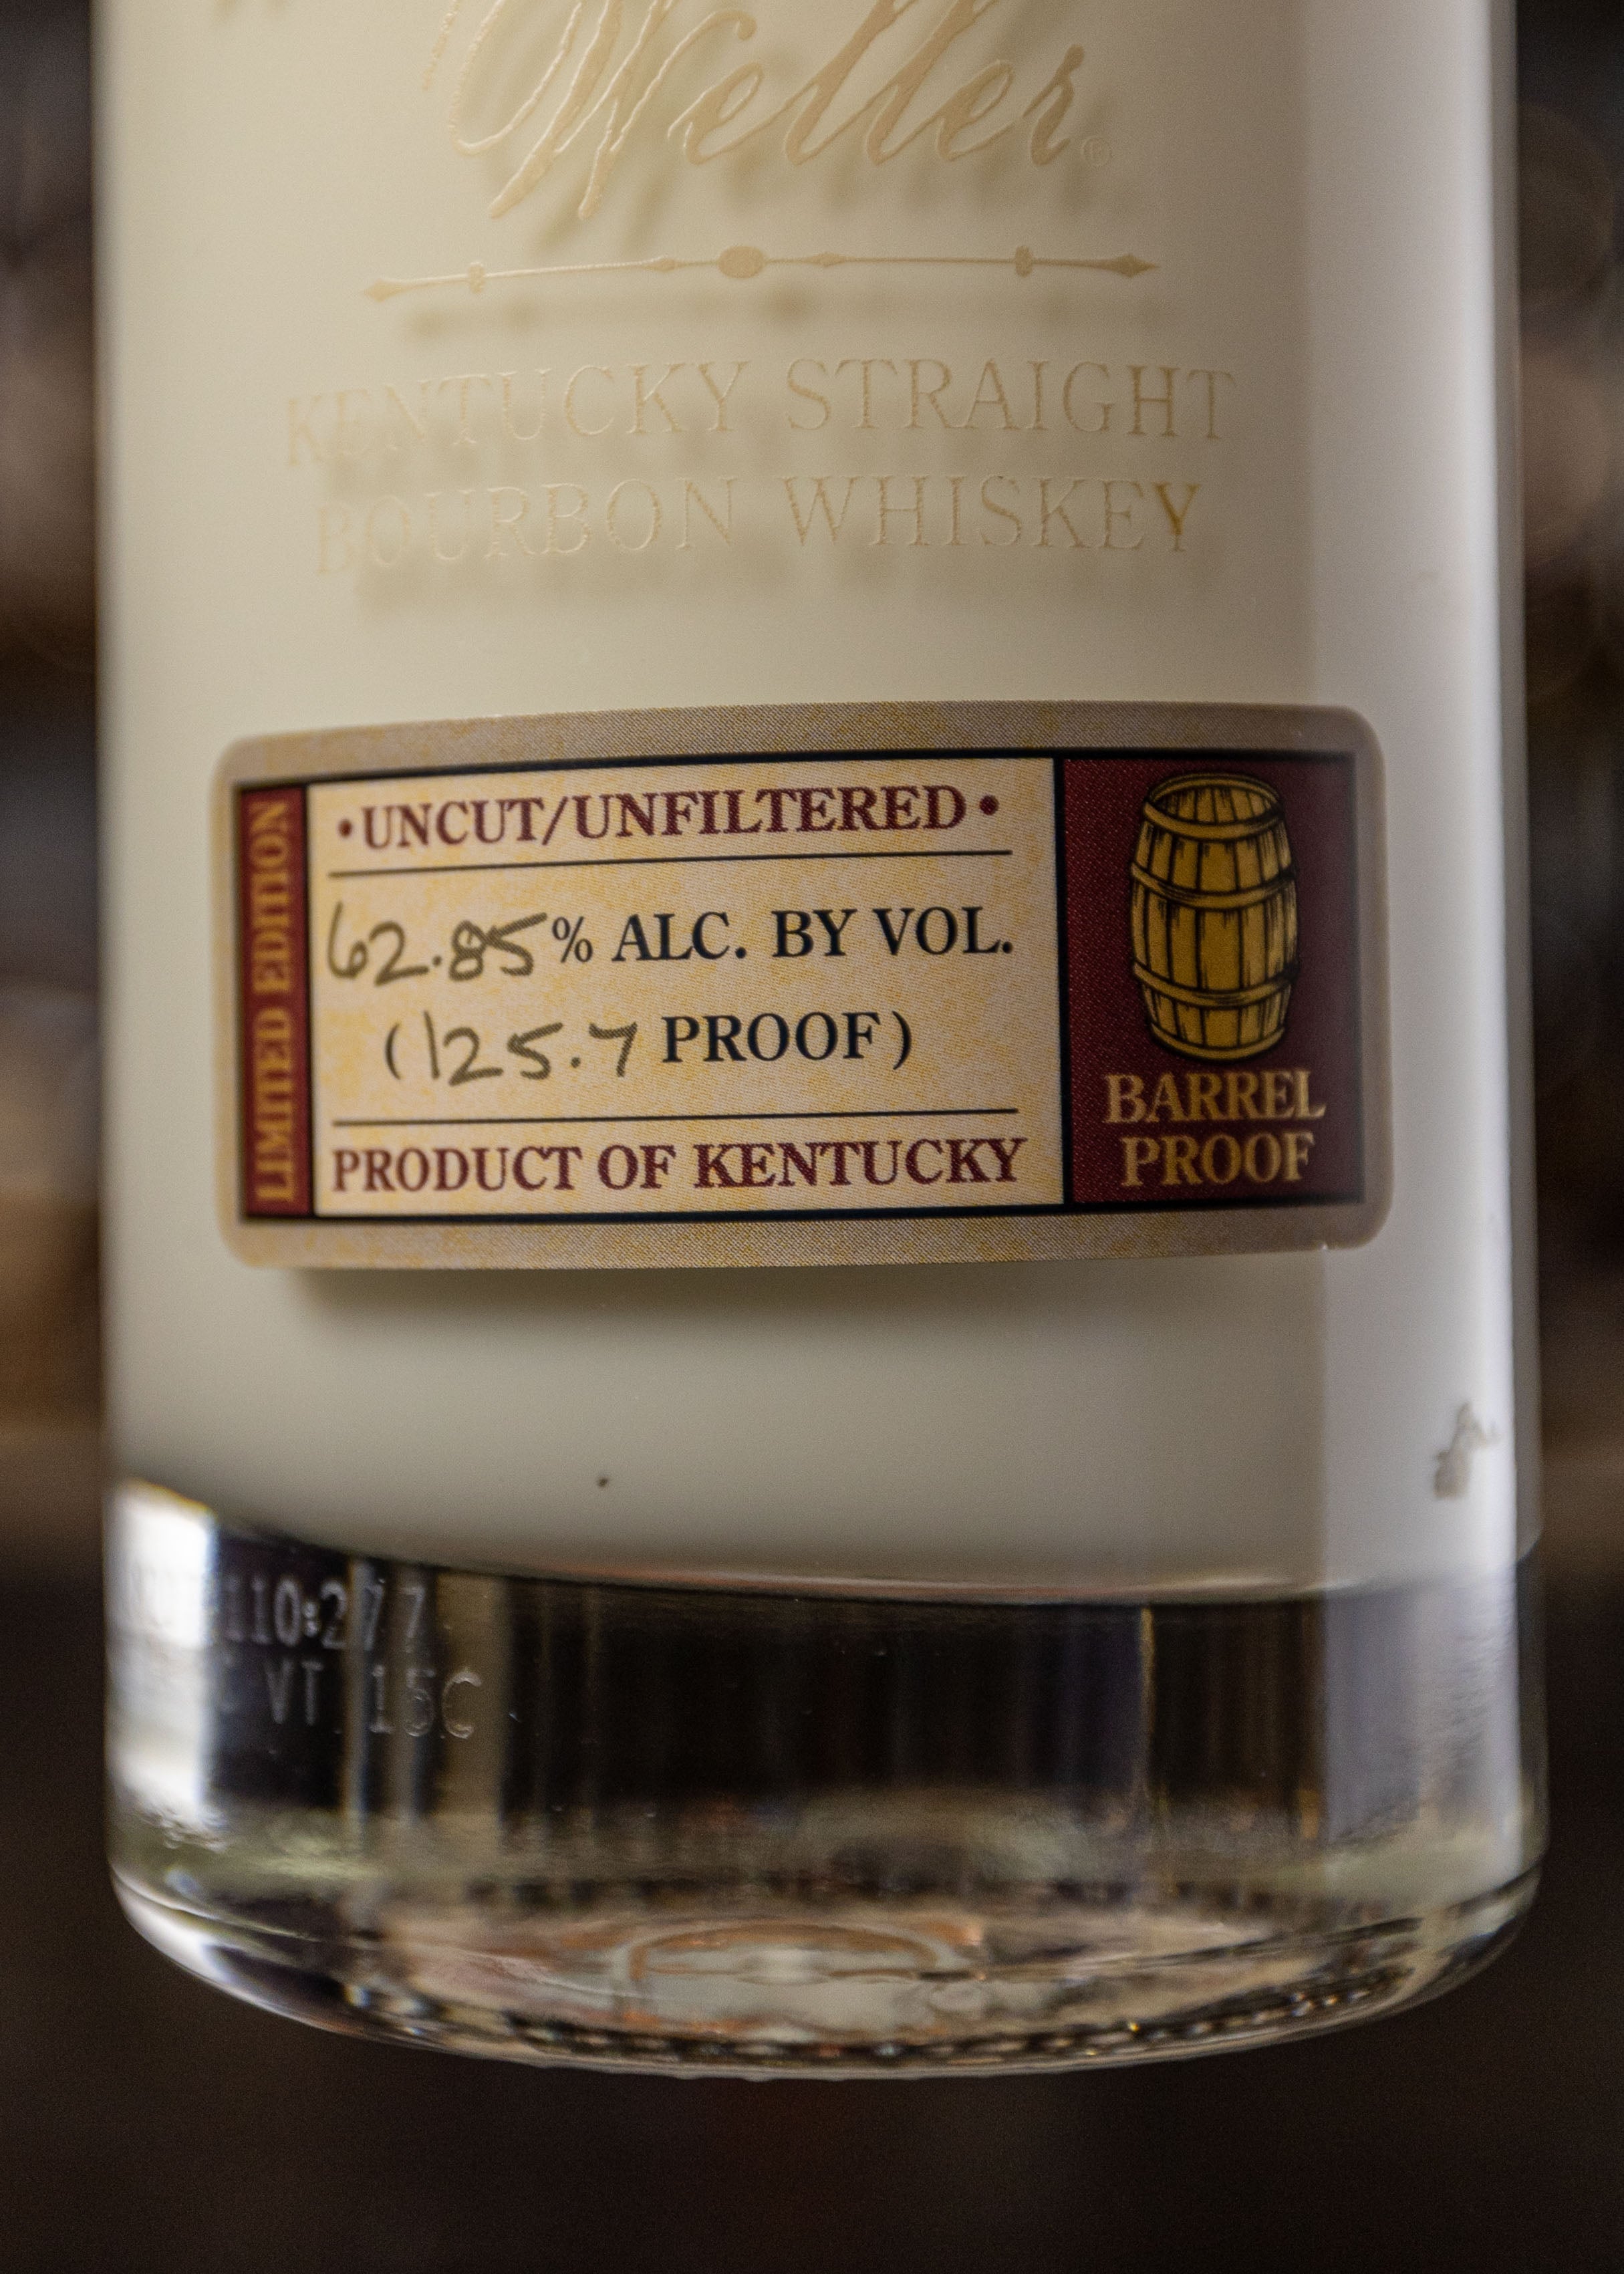 Weller®
KENTUCKY STRAIGHT
BOURBON WHISKEY
LIMITED EDITION
•UNCUT/UNFILTERED•
62.85% ALC. BY VOL.
(125.7 PROOF)
PRODUCT OF KENTUCKY
BARREL
PROOF
110:277
VT 15C